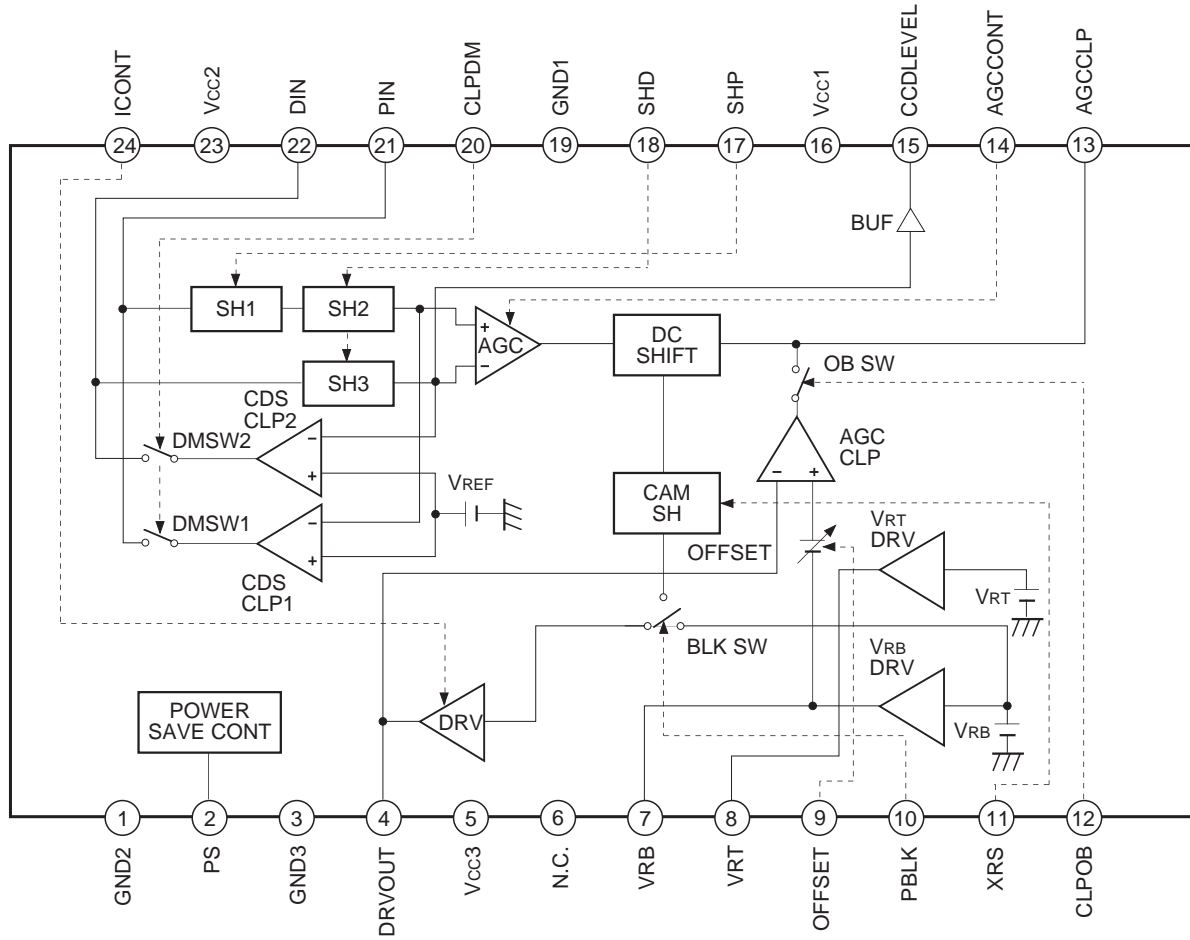 ICONT
Vcc2
DIN
PIN
CLPDM
GND1
SHD
SHP
Vcc1
CCDLEVEL
AGCCONT
AGCCLP
24
23
22
21
20
19
18
17
16
15
14
13
BUF
SH1
SH2
+
AGC
−
DC
SHIFT
SH3
OB SW
CDS
CLP2
DMSW2
−
+
AGC
CLP
−
+
VREF
CAM
SH
DMSW1
−
+
OFFSET
VRT
DRV
CDS
CLP1
VRT
BLK SW
VRB
DRV
POWER
SAVE CONT
DRV
VRB
1
2
3
4
5
6
7
8
9
10
11
12
GND2
PS
GND3
DRVOUT
Vcc3
N.C.
VRB
VRT
OFFSET
PBLK
XRS
CLPOB